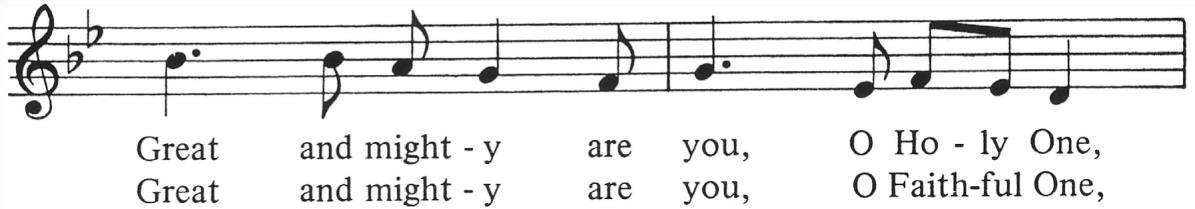 Great and might - y are you, O Ho - ly One,
Great and might - y are you, O Faith-ful One,